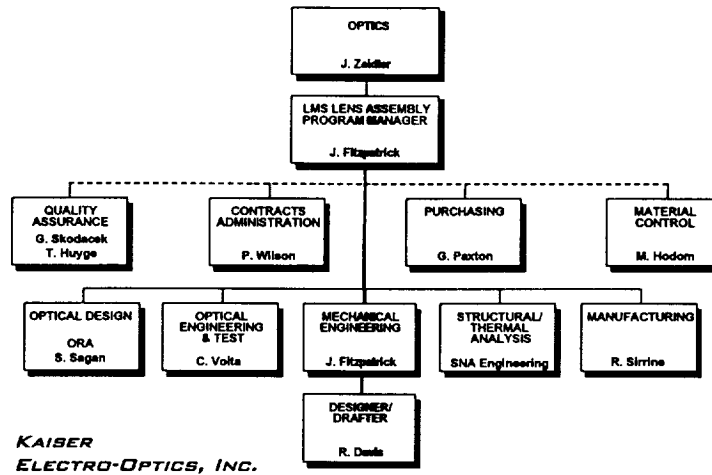 OPTICS
J. Zeidler
LMS LENS ASSEMBLY
PROGRAM MANAGER
J. Fitzpatrick
QUALITY
ASSURANCE
G. Skodacek
T. Huyge
CONTRACTS
ADMINISTRATION
P. Wilson
PURCHASING
G. Paxton
MATERIAL
CONTROL
M. Hodom
OPTICAL DESIGN
ORA
S. Sagan
OPTICAL
ENGINEERING
& TEST
C. Volta
MECHANICAL
ENGINEERING
J. Fitzpatrick
STRUCTURAL/
THERMAL
ANALYSIS
SNA Engineering
MANUFACTURING
R. Sirrine
DESIGNER/
DRAFTER
R. Davis
KAISER
ELECTRO-OPTICS, INC.